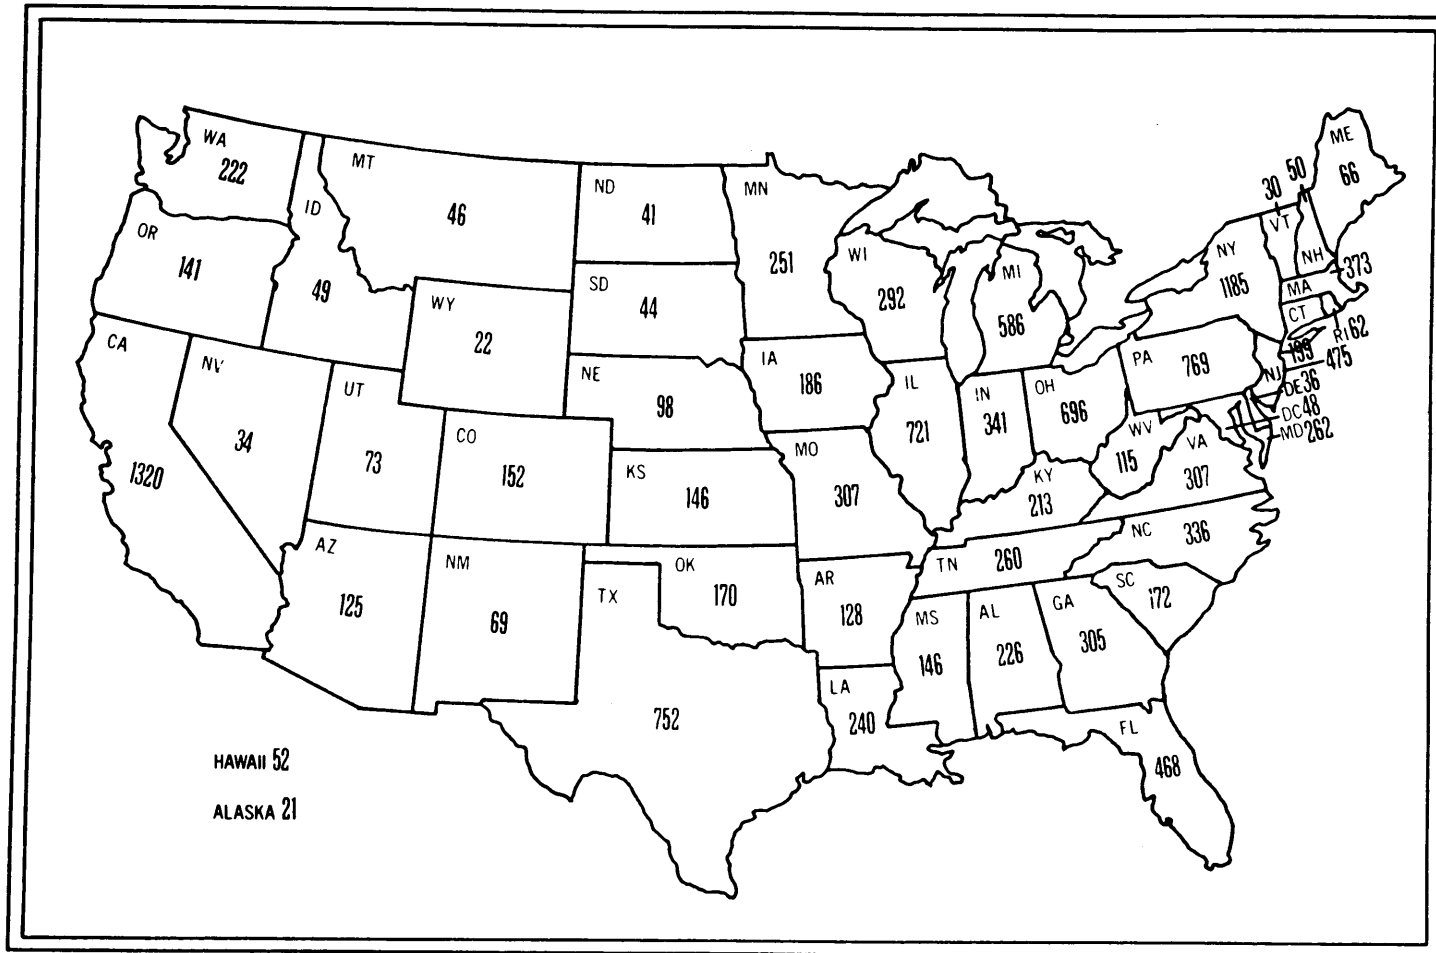 WA
222
MT
46
ND
41
MN
251
ME
66
50
30
VT
NH
OR
141
ID
49
WY
22
SD
44
WI
292
MI
586
NY
1185
373
MA
CT
RI 62
199
475
CA
1320
NV
34
UT
73
CO
152
NE
98
IA
186
IL
721
IN
341
OH
696
PA
769
NJ
DE 36
DC 48
MD 262
WV
115
VA
307
KS
146
MO
307
KY
213
AZ
125
NM
69
TX
752
OK
170
AR
128
TN
260
NC
336
SC
172
MS
146
AL
226
GA
305
LA
240
FL
468
HAWAII 52
ALASKA 21